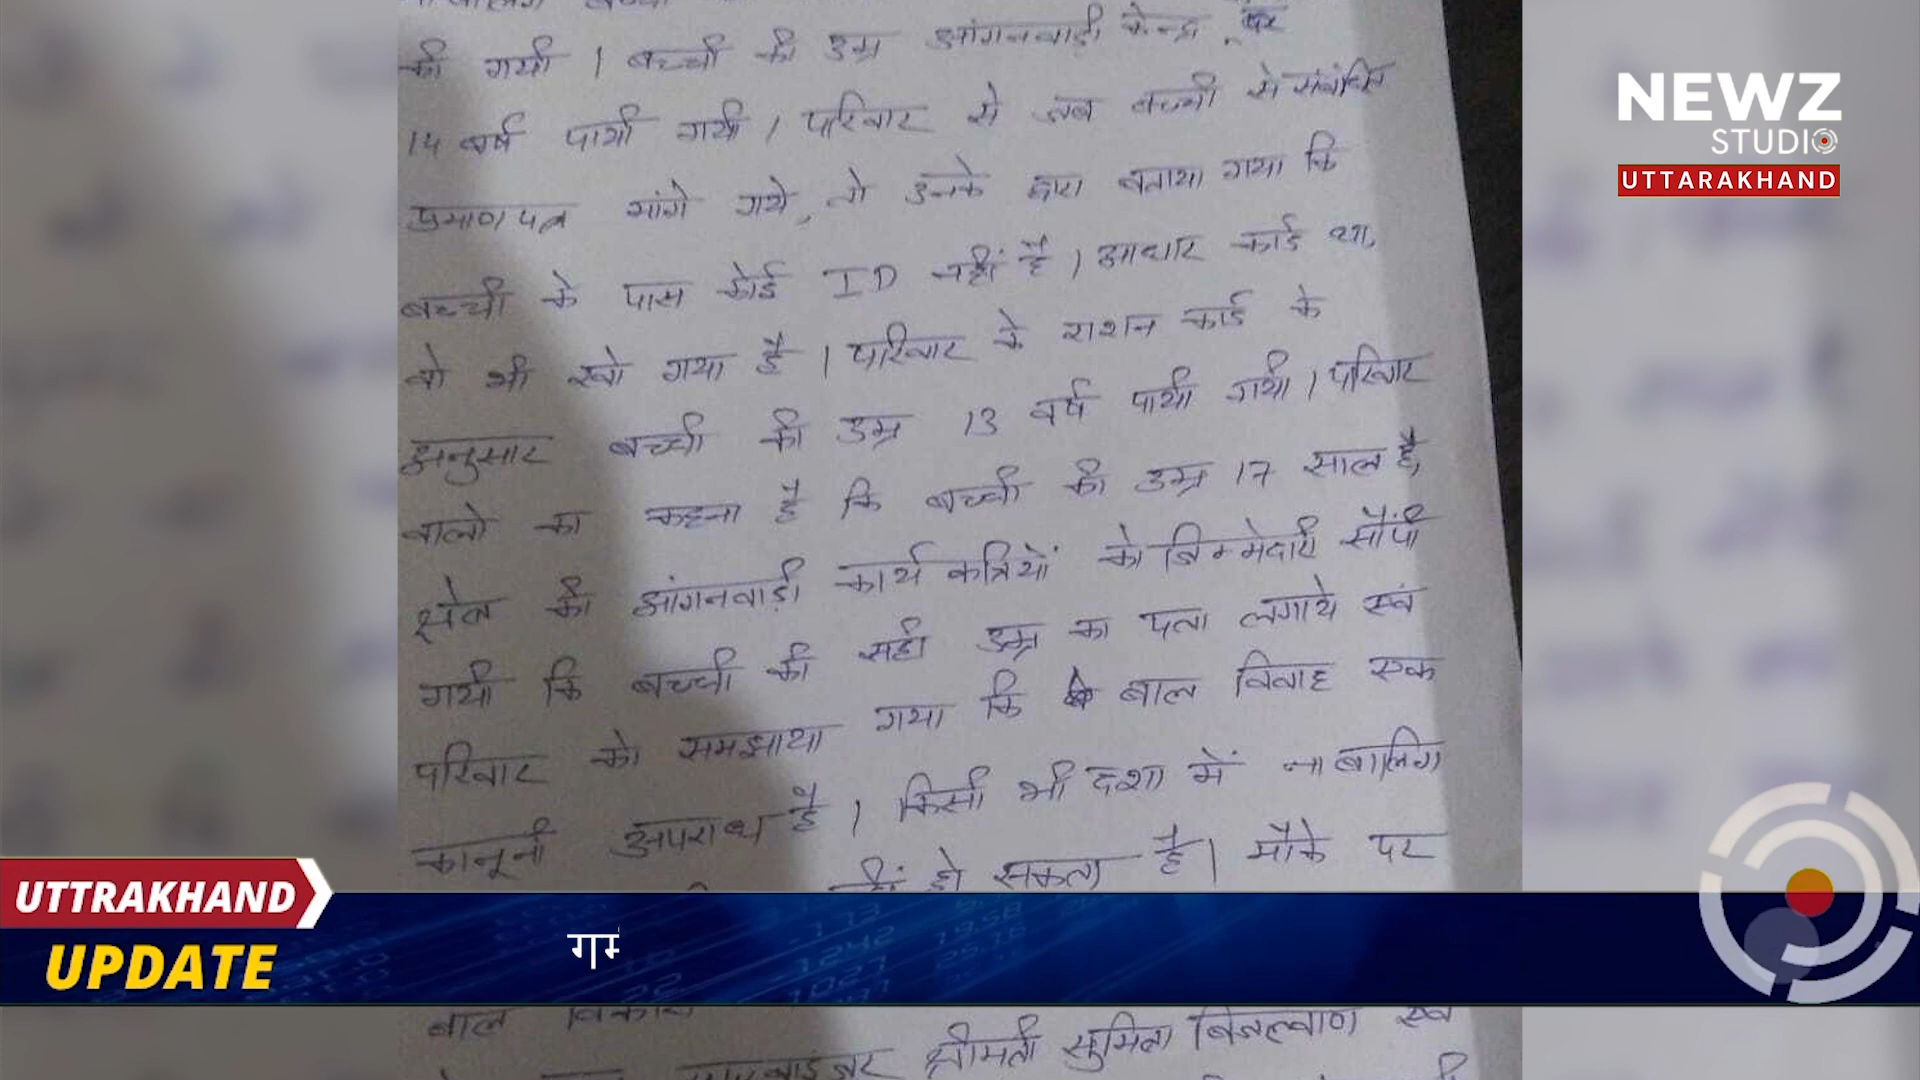 की गयी । बच्ची की उम्र आंगनवाड़ी केन्द्र पर
14 वर्ष पायी गयी । परिवार से जब बच्ची से संबंधित
प्रमाण पत्र मांगे गये, तो उनके द्वारा बताया गया कि
बच्ची के पास कोई ID नहीं है । आधार कार्ड था,
वो भी खो गया है । परिवार के राशन कार्ड के
अनुसार बच्ची की उम्र 13 वर्ष पायी गयी । परिवार
वालो का कहना है कि बच्ची की उम्र 17 साल है,
क्षेत्र की आंगनवाड़ी कार्यकत्रियों को जिम्मेदारी सौंपी
गयी कि बच्ची की सही उम्र का पता लगाये एवं
परिवार को समझाया गया कि बाल विवाह एक
कानूनी अपराध है । किसी भी दशा में नाबालिग
नहीं हो सकता है । मौके पर
बाल विकास
सुपरवाइजर श्रीमती सुमित्रा बिजल्वाण एवं
NEWZ
STUDIO
UTTARAKHAND
UTTRAKHAND
UPDATE